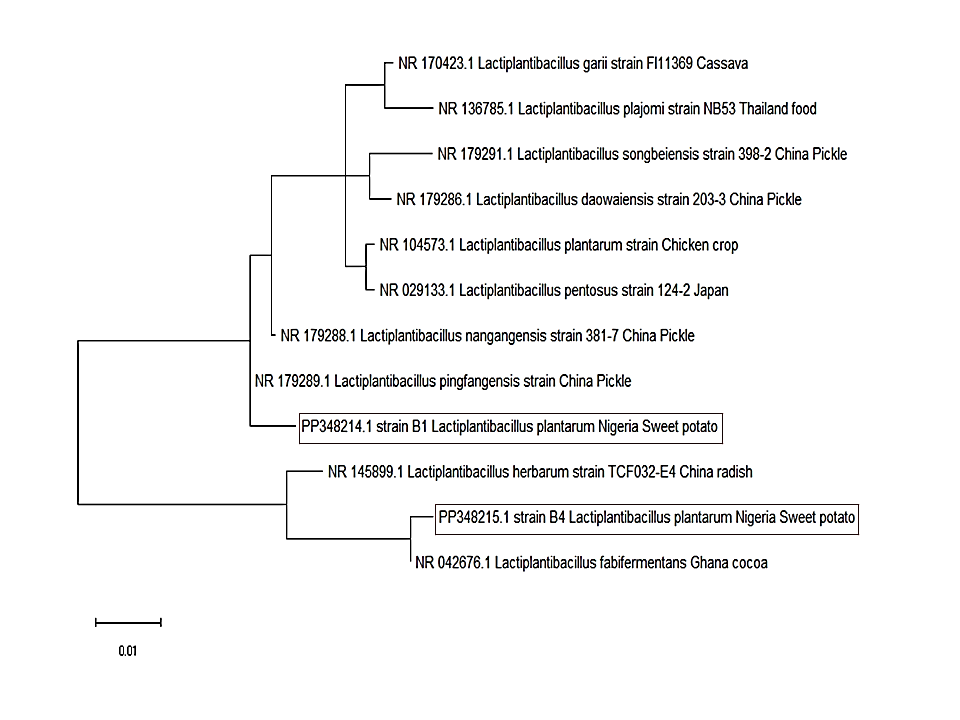 NR 170423.1 Lactiplantibacillus garii strain FI11369 Cassava
NR 136785.1 Lactiplantibacillus plajomi strain NB53 Thailand food
NR 179291.1 Lactiplantibacillus songbeiensis strain 398-2 China Pickle
NR 179286.1 Lactiplantibacillus daowaiensis strain 203-3 China Pickle
NR 104573.1 Lactiplantibacillus plantarum strain Chicken crop
NR 029133.1 Lactiplantibacillus pentosus strain 124-2 Japan
NR 179288.1 Lactiplantibacillus nangangensis strain 381-7 China Pickle
NR 179289.1 Lactiplantibacillus pingfangensis strain China Pickle
PP348214.1 strain B1 Lactiplantibacillus plantarum Nigeria Sweet potato
NR 145899.1 Lactiplantibacillus herbarum strain TCF032-E4 China radish
PP348215.1 strain B4 Lactiplantibacillus plantarum Nigeria Sweet potato
NR 042676.1 Lactiplantibacillus fabifermentans Ghana cocoa
0.01